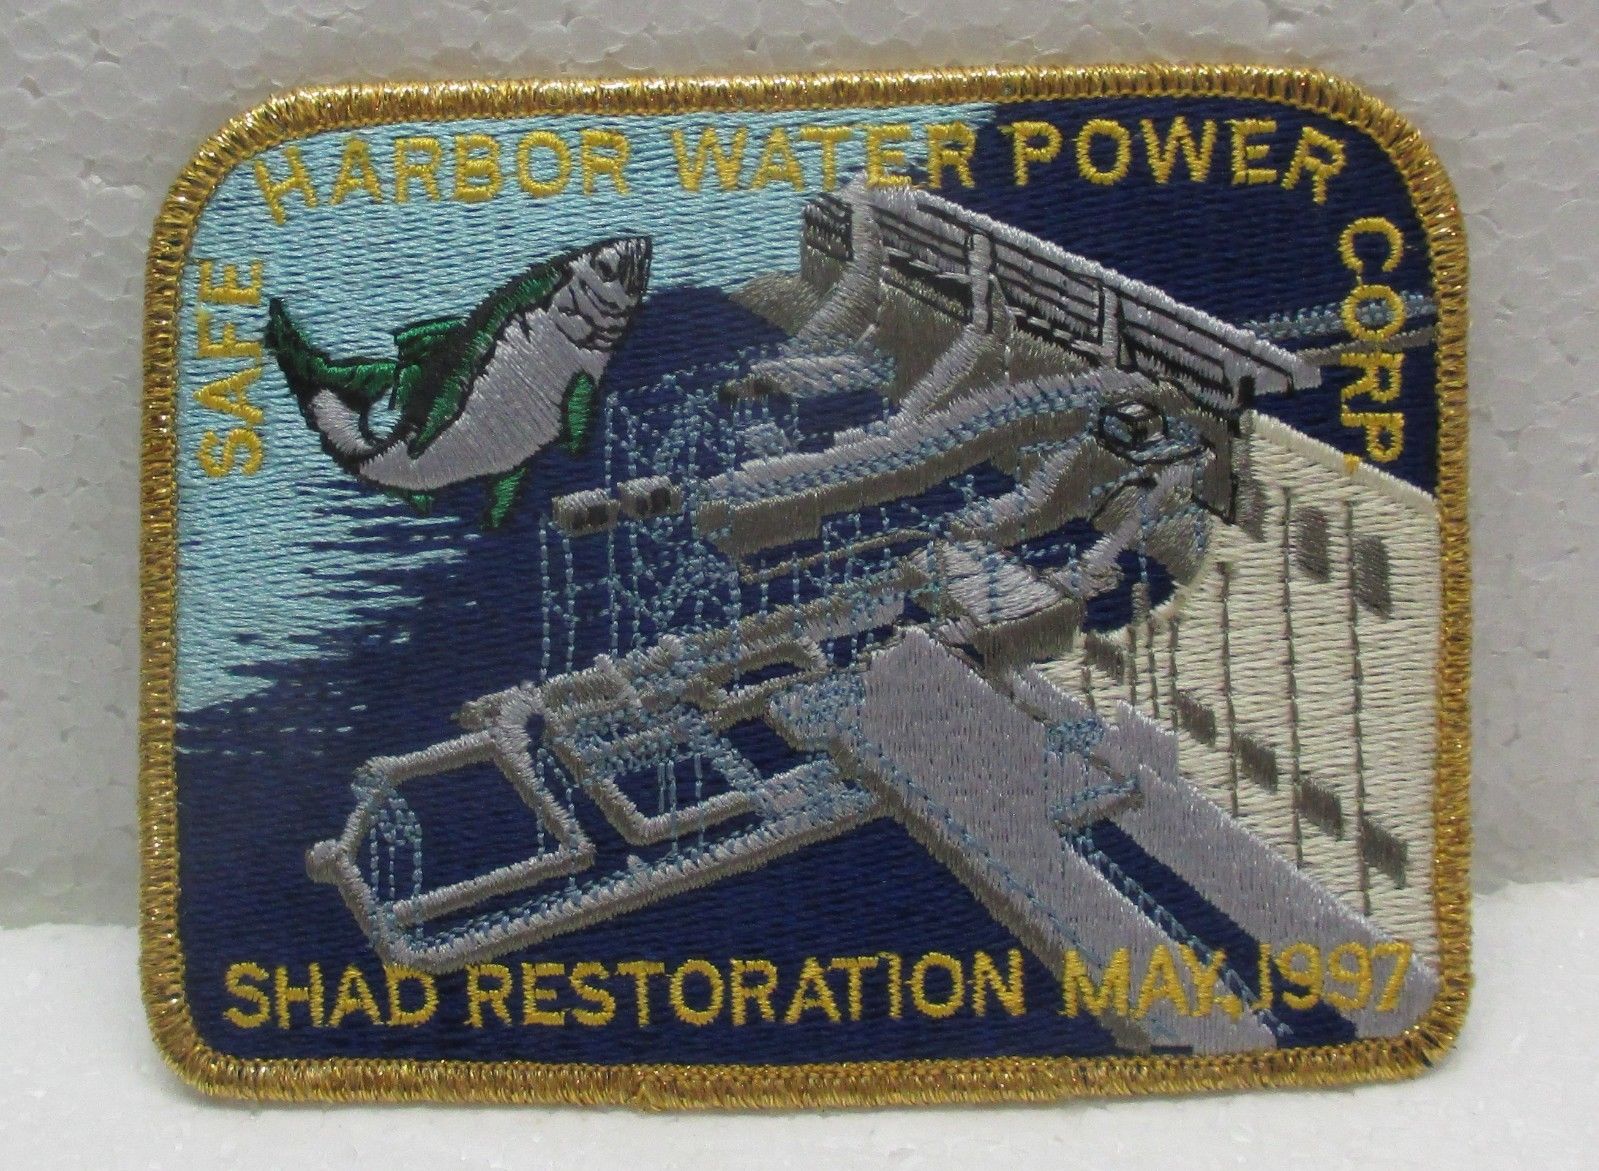 SAFE HARBOR WATER POWER CORP.
SHAD RESTORATION MAY, 1997